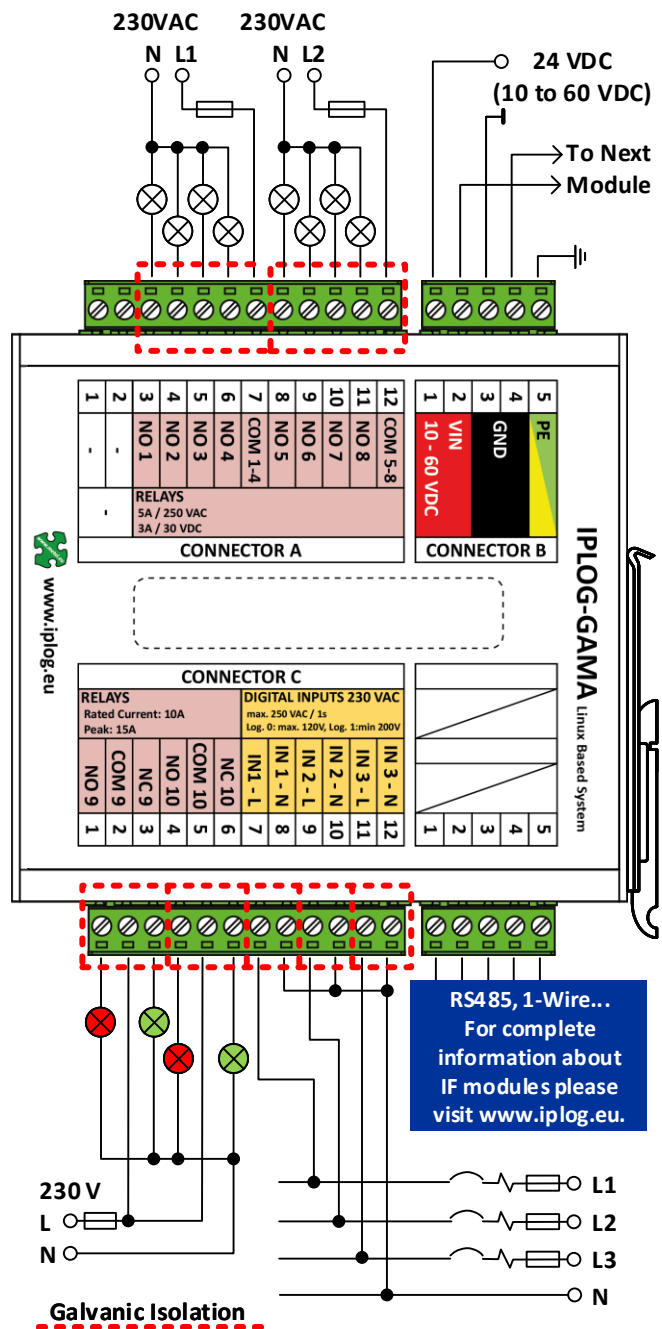 230VAC 230VAC
N L1 N L2
24 VDC
(10 to 60 VDC)
To Next
Module
1 2 3 4 5 6 7 8 9 10 11 12
- - NO 1 NO 2 NO 3 NO 4 COM 1-4 NO 5 NO 6 NO 7 NO 8 COM 5-8
-
RELAYS
5A / 250 VAC
3A / 30 VDC
CONNECTOR A
1 2 3 4 5
10 - 60 VDC
VIN
GND
PE
CONNECTOR B
IPLOG-GAMA
Linux Based System
www.iplog.eu
CONNECTOR C
RELAYS
Rated Current: 10A
Peak: 15A
DIGITAL INPUTS 230 VAC
max. 250 VAC / 1s
Log. 0: max. 120V, Log. 1:min 200V
NO 9 COM 9 NC 9 NO 10 COM 10 NC 10 IN1 - L IN 1 - N IN 2 - L IN 2 - N IN 3 - L IN 3 - N
1 2 3 4 5 6 7 8 9 10 11 12
1 2 3 4 5
RS485, 1-Wire...
For complete
information about
IF modules please
visit www.iplog.eu.
230 V
L
N
L1
L2
L3
N
Galvanic Isolation